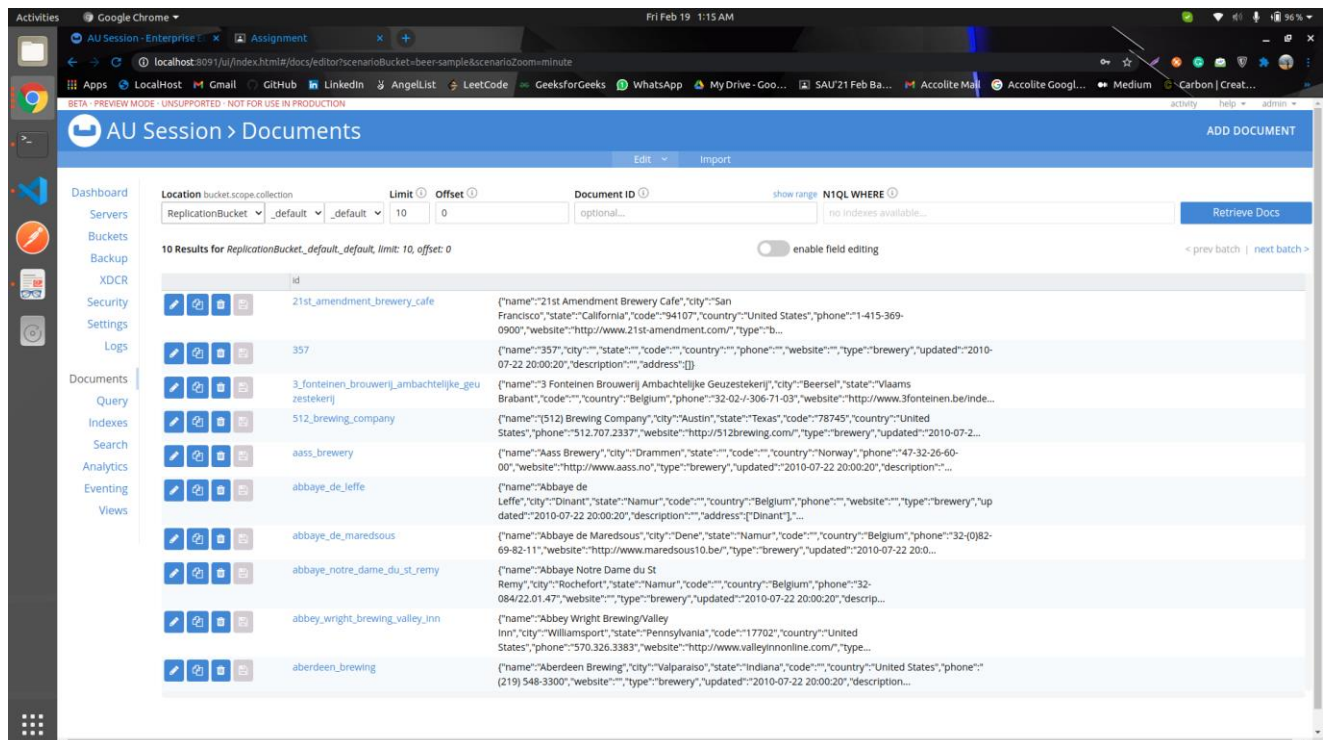 Activities
Google Chrome
Fri Feb 19 1:15 AM
96%
AU Session - Enterprise E
Assignment
localhost:8091/ui/index.html#/docs/editor?scenarioBucket=beer-sample&scenarioZoom=minute
Apps LocalHost Gmail GitHub LinkedIn AngelList LeetCode GeeksforGeeks WhatsApp My Drive - Goo... SAU'21 Feb Ba... Accolite Mail Accolite Googl... Medium Carbon | Creat...
BETA - PREVIEW MODE - UNSUPPORTED - NOT FOR USE IN PRODUCTION
activity help admin
AU Session > Documents
ADD DOCUMENT
Edit Import
Dashboard
Servers
Buckets
Backup
XDCR
Security
Settings
Logs
Documents
Query
Indexes
Search
Analytics
Eventing
Views
Location bucket.scope.collection Limit Offset Document ID show range N1QL WHERE
ReplicationBucket _default _default 10 0 optional... no indexes available... Retrieve Docs
10 Results for ReplicationBucket._default._default, limit: 10, offset: 0
enable field editing
< prev batch | next batch >
id
21st_amendment_brewery_cafe
{"name":"21st Amendment Brewery Cafe","city":"San
Francisco","state":"California","code":"94107","country":"United States","phone":"1-415-369-
0900","website":"http://www.21st-amendment.com/","type":"b...
357
{"name":"357","city":"","state":"","code":"","country":"","phone":"","website":"","type":"brewery","updated":"2010-
07-22 20:00:20","description":"","address":[]}
3_fonteinen_brouwerij_ambachtelijke_geu
zestekerij
{"name":"3 Fonteinen Brouwerij Ambachtelijke Geuzestekerij","city":"Beersel","state":"Vlaams
Brabant","code":"","country":"Belgium","phone":"32-02-/-306-71-03","website":"http://www.3fonteinen.be/inde...
512_brewing_company
{"name":"(512) Brewing Company","city":"Austin","state":"Texas","code":"78745","country":"United
States","phone":"512.707.2337","website":"http://512brewing.com/","type":"brewery","updated":"2010-07-2...
aass_brewery
{"name":"Aass Brewery","city":"Drammen","state":"","code":"","country":"Norway","phone":"47-32-26-60-
00","website":"http://www.aass.no","type":"brewery","updated":"2010-07-22 20:00:20","description":"...
abbaye_de_leffe
{"name":"Abbaye de
Leffe","city":"Dinant","state":"Namur","code":"","country":"Belgium","phone":"","website":"","type":"brewery","up
dated":"2010-07-22 20:00:20","description":"","address":["Dinant"],"...
abbaye_de_maredsous
{"name":"Abbaye de Maredsous","city":"Dene","state":"Namur","code":"","country":"Belgium","phone":"32-(0)82-
69-82-11","website":"http://www.maredsous10.be/","type":"brewery","updated":"2010-07-22 20:0...
abbaye_notre_dame_du_st_remy
{"name":"Abbaye Notre Dame du St
Remy","city":"Rochefort","state":"Namur","code":"","country":"Belgium","phone":"32-
084/22.01.47","website":"","type":"brewery","updated":"2010-07-22 20:00:20","descrip...
abbey_wright_brewing_valley_inn
{"name":"Abbey Wright Brewing/Valley
Inn","city":"Williamsport","state":"Pennsylvania","code":"17702","country":"United
States","phone":"570.326.3383","website":"http://www.valleyinnonline.com/","type...
aberdeen_brewing
{"name":"Aberdeen Brewing","city":"Valparaiso","state":"Indiana","code":"","country":"United States","phone":"
(219) 548-3300","website":"","type":"brewery","updated":"2010-07-22 20:00:20","description...